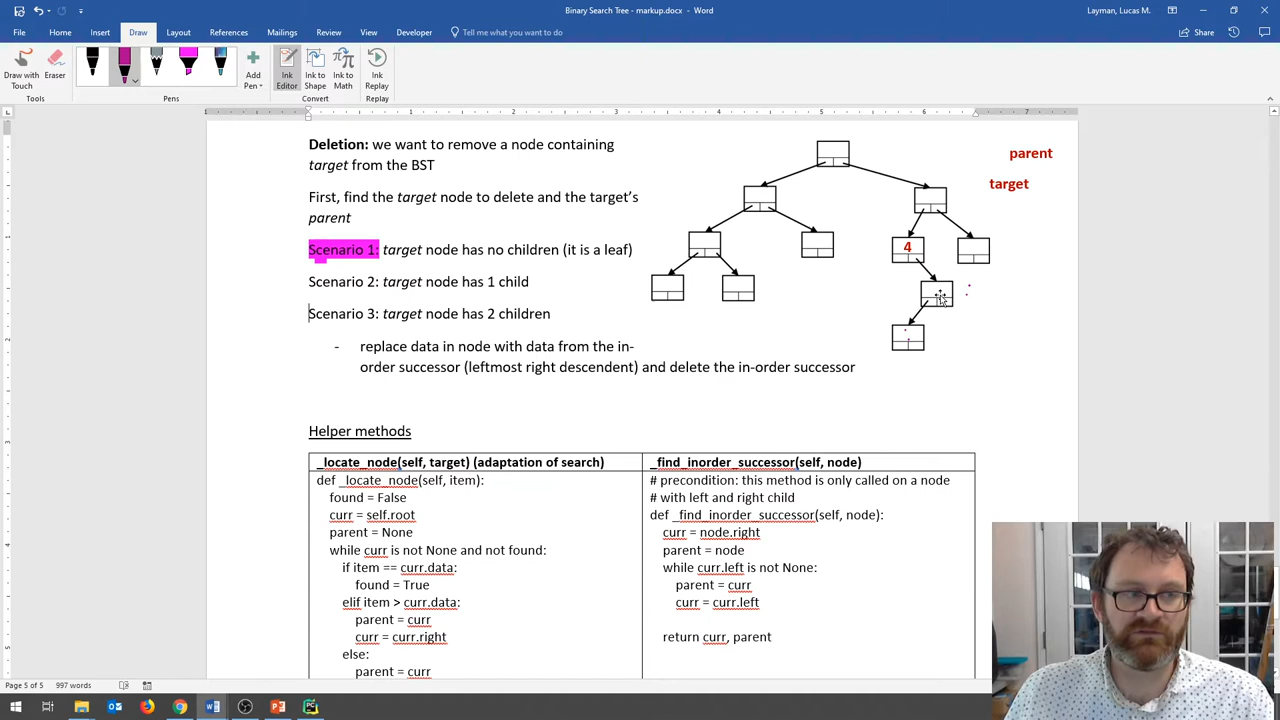 Binary Search Tree - markup.docx - Word
Layman, Lucas M.
File Home Insert Draw Layout References Mailings Review View Developer Tell me what you want to do
Share
Draw with Touch
Eraser
Add Pen
Ink Editor
Ink to Shape
Ink to Math
Ink Replay
Tools
Pens
Convert
Replay
1 1 2 3 4 5 6 7
Deletion: we want to remove a node containing
target from the BST
First, find the target node to delete and the target's
parent
Scenario 1: target node has no children (it is a leaf)
Scenario 2: target node has 1 child
Scenario 3: target node has 2 children
- replace data in node with data from the in-
order successor (leftmost right descendent) and delete the in-order successor
parent
target
4
Helper methods
_locate_node(self, target) (adaptation of search)
def _locate_node(self, item):
found = False
curr = self.root
parent = None
while curr is not None and not found:
if item == curr.data:
found = True
elif item > curr.data:
parent = curr
curr = curr.right
else:
parent = curr
_find_inorder_successor(self, node)
# precondition: this method is only called on a node
# with left and right child
def _find_inorder_successor(self, node):
curr = node.right
parent = node
while curr.left is not None:
parent = curr
curr = curr.left
return curr, parent
Page 5 of 5 997 words